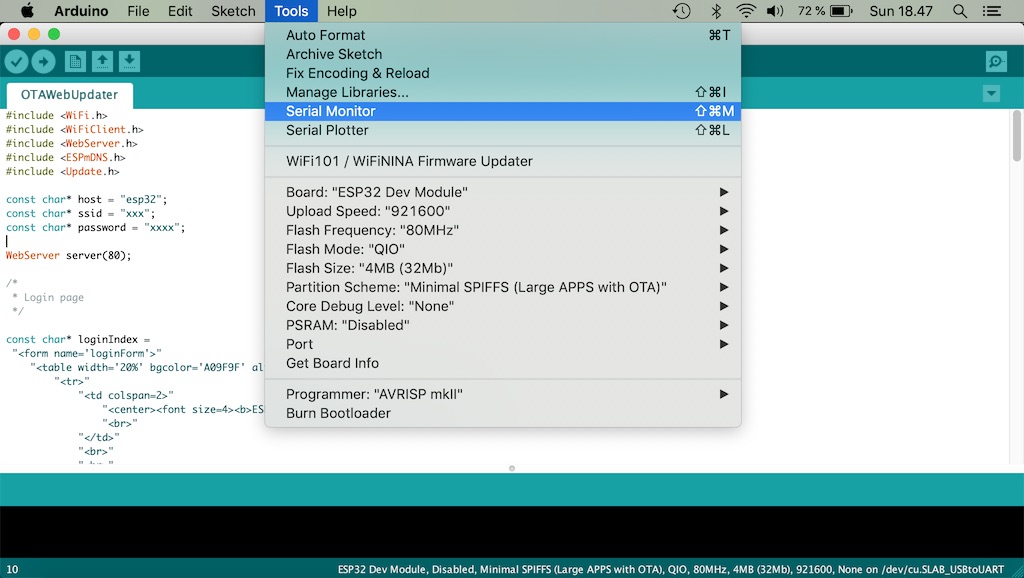 Arduino File Edit Sketch Tools Help 72 % Sun 18.47
Auto Format ⌘T
Archive Sketch
Fix Encoding & Reload
Manage Libraries... ⇧⌘I
Serial Monitor ⇧⌘M
Serial Plotter ⇧⌘L
WiFi101 / WiFiNINA Firmware Updater
Board: "ESP32 Dev Module"
Upload Speed: "921600"
Flash Frequency: "80MHz"
Flash Mode: "QIO"
Flash Size: "4MB (32Mb)"
Partition Scheme: "Minimal SPIFFS (Large APPS with OTA)"
Core Debug Level: "None"
PSRAM: "Disabled"
Port
Get Board Info
Programmer: "AVRISP mkII"
Burn Bootloader
OTAWebUpdater
#include <WiFi.h>
#include <WiFiClient.h>
#include <WebServer.h>
#include <ESPmDNS.h>
#include <Update.h>
const char* host = "esp32";
const char* ssid = "xxx";
const char* password = "xxxx";
WebServer server(80);
/*
* Login page
*/
const char* loginIndex =
"<form name='loginForm'>"
"<table width='20%' bgcolor='A09F9F' al
"<tr>"
"<td colspan=2>"
"<center><font size=4><b>ES
"<br>"
"</td>"
"<br>"
10 ESP32 Dev Module, Disabled, Minimal SPIFFS (Large APPS with OTA), QIO, 80MHz, 4MB (32Mb), 921600, None on /dev/cu.SLAB_USBtoUART